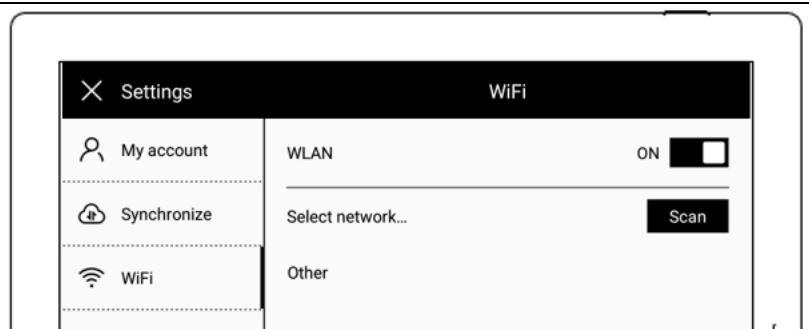 Settings
WiFi
My account
WLAN
ON
Synchronize
Select network...
Scan
WiFi
Other